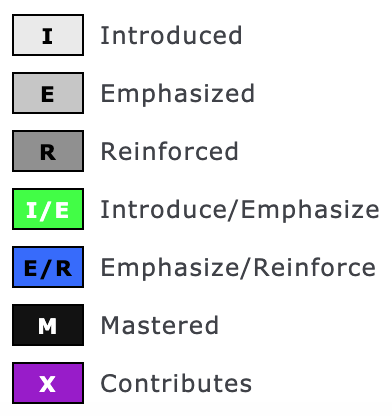 I Introduced
E Emphasized
R Reinforced
I/E Introduce/Emphasize
E/R Emphasize/Reinforce
M Mastered
X Contributes